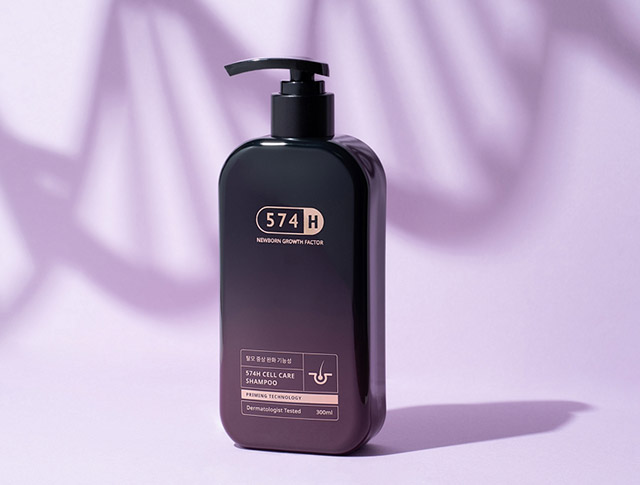 574 H
NEWBORN GROWTH FACTOR
탈모 증상 완화 기능성
574H CELL CARE
SHAMPOO
PRIMING TECHNOLOGY
Dermatologist Tested 300ml